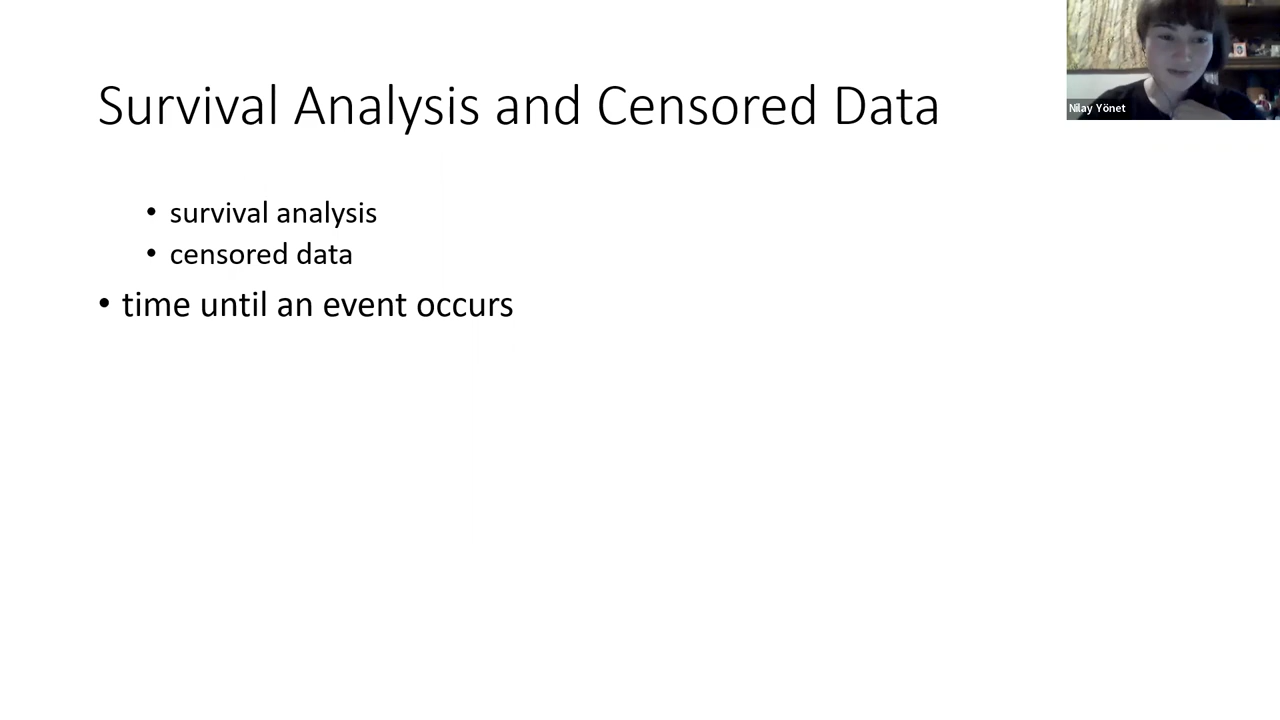 Survival Analysis and Censored Data
Nilay Yönet
• survival analysis
• censored data
• time until an event occurs